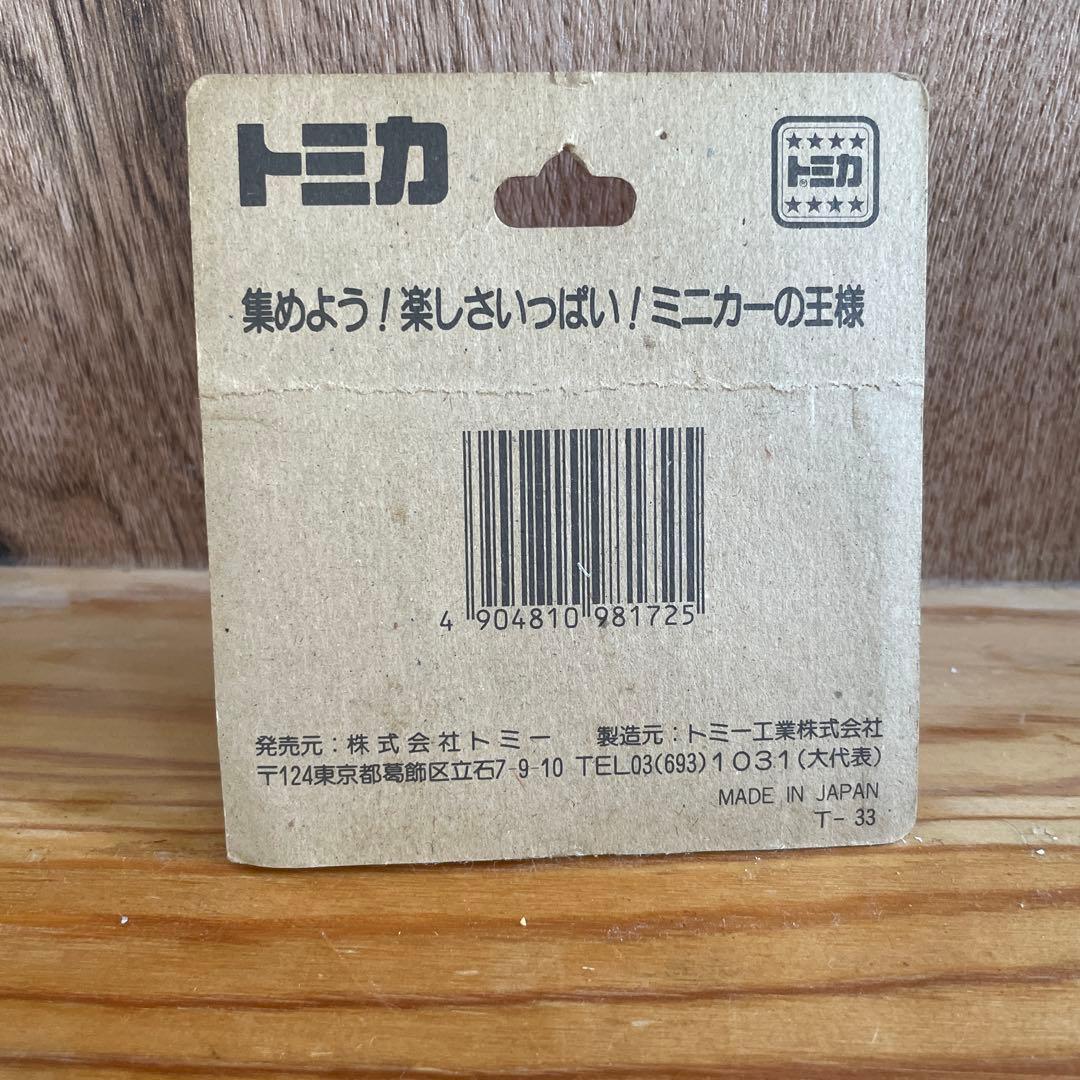 トミカ
★★★★
トミカ®
★★★★
集めよう!楽しさいっぱい!ミニカーの王様
4 904810 981725
発売元:株式会社トミー 製造元:トミー工業株式会社
〒124東京都葛飾区立石7-9-10 TEL03(693)1031(大代表)
MADE IN JAPAN
T-33